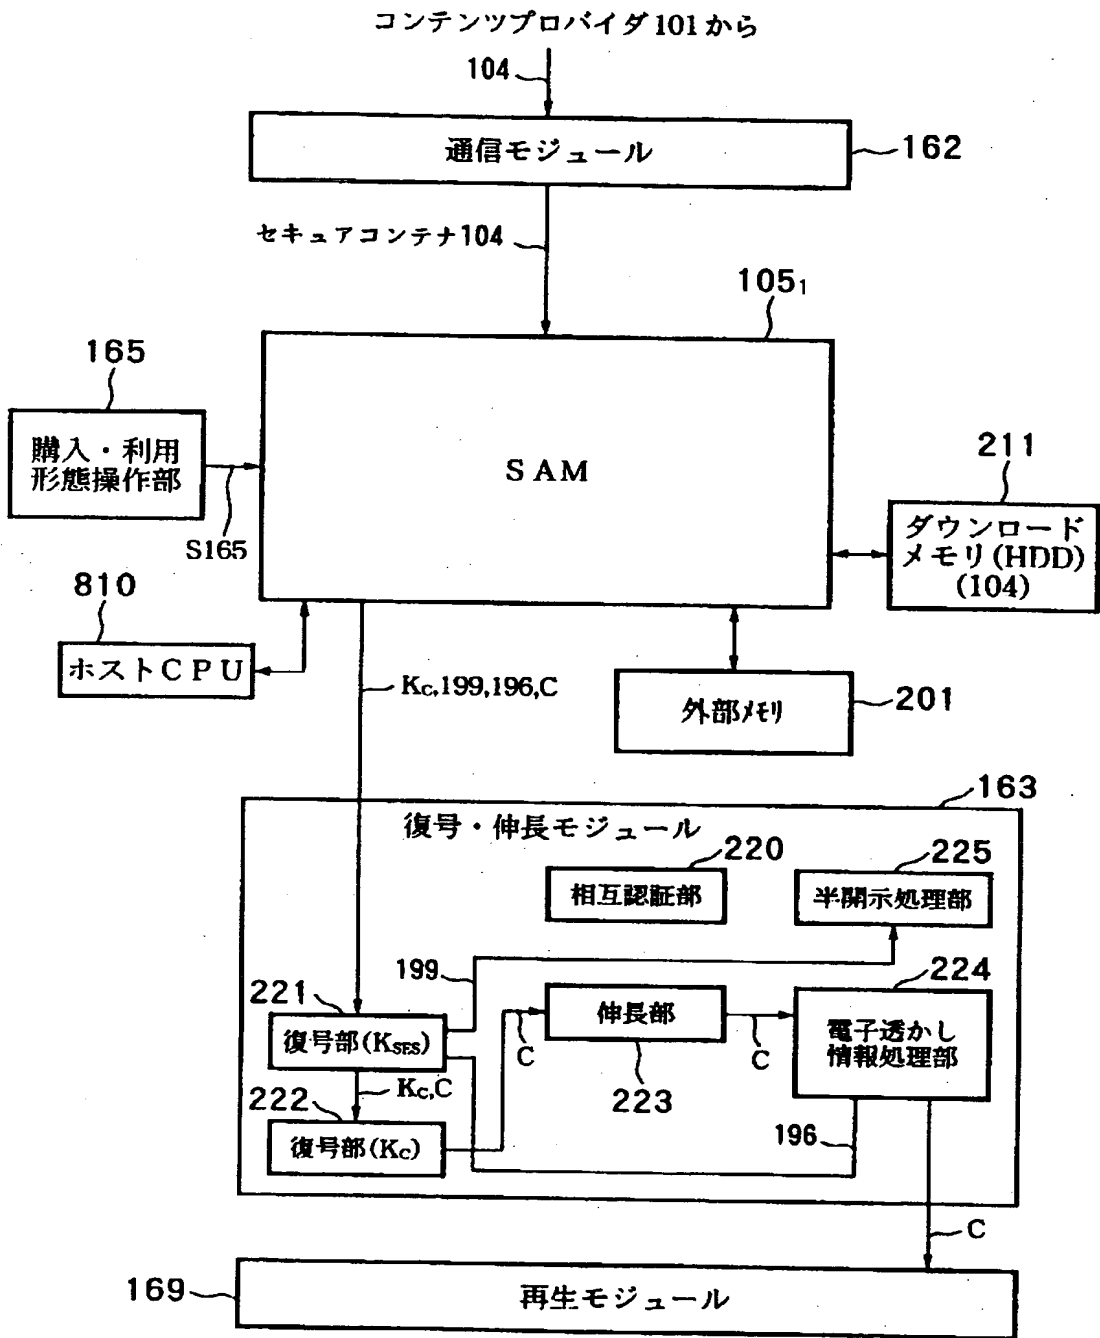 コンテンツプロバイダ101から
104
通信モジュール
162
セキュアコンテナ104
105₁
165
購入・利用
形態操作部
S165
SAM
211
ダウンロード
メモリ(HDD)
(104)
810
ホストCPU
Kc,199,196,C
外部メモリ
201
163
復号・伸長モジュール
220
相互認証部
225
半開示処理部
199
221
復号部(KSES)
C
伸長部
223
C
224
電子透かし
情報処理部
Kc,C
222
復号部(Kc)
196
C
169
再生モジュール